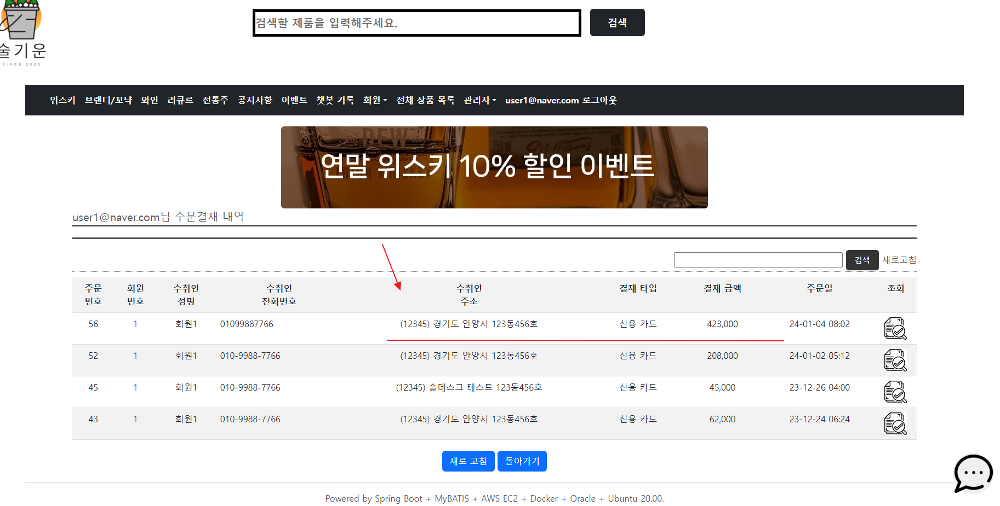 검색할 제품을 입력해주세요.
검색
술기운
SINCE 2023
위스키 브랜디/꼬냑 와인 리큐르 전통주 공지사항 이벤트 챗봇 기록 회원 전체 상품 목록 관리자 user1@naver.com 로그아웃
DEW
연말 위스키 10% 할인 이벤트
user1@naver.com님 주문결재 내역
검색 새로고침
주문 회원 수취인 수취인 수취인 결재 타입 결재 금액 주문일 조회
번호 번호 성명 전화번호 주소
56 1 회원1 01099887766 (12345) 경기도 안양시 123동456호 신용 카드 423,000 24-01-04 08:02
52 1 회원1 010-9988-7766 (12345) 경기도 안양시 123동456호 신용 카드 208,000 24-01-02 05:12
45 1 회원1 010-9988-7766 (12345) 솔데스크 테스트 123동456호 신용 카드 45,000 23-12-26 04:00
43 1 회원1 010-9988-7766 (12345) 경기도 안양시 123동456호 신용 카드 62,000 23-12-24 06:24
새로 고침 돌아가기
Powered by Spring Boot + MyBATIS + AWS EC2 + Docker + Oracle + Ubuntu 20.00.